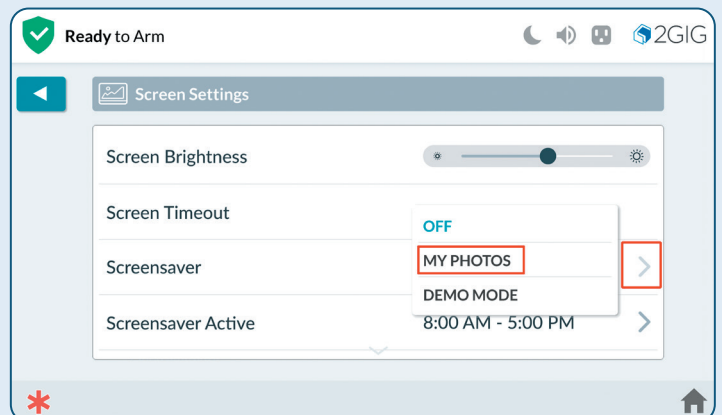 Ready to Arm
2GIG
Screen Settings
Screen Brightness
Screen Timeout
OFF
MY PHOTOS
Screensaver
DEMO MODE
Screensaver Active 8:00 AM - 5:00 PM